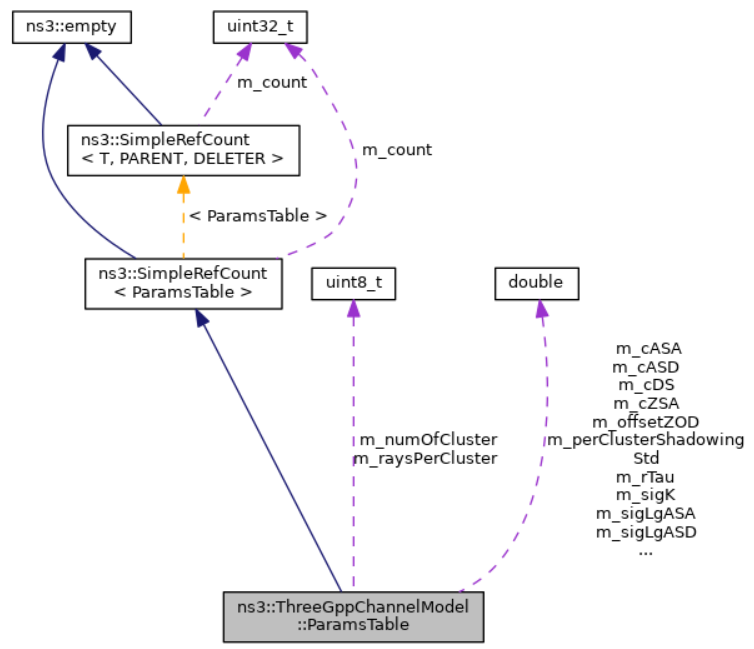 ns3::empty
uint32_t
m_count
ns3::SimpleRefCount
< T, PARENT, DELETER >
m_count
< ParamsTable >
ns3::SimpleRefCount
< ParamsTable >
uint8_t
double
m_cASA
m_cASD
m_cDS
m_cZSA
m_offsetZOD
m_perClusterShadowing
Std
m_rTau
m_sigK
m_sigLgASA
m_sigLgASD
...
m_numOfCluster
m_raysPerCluster
ns3::ThreeGppChannelModel
::ParamsTable